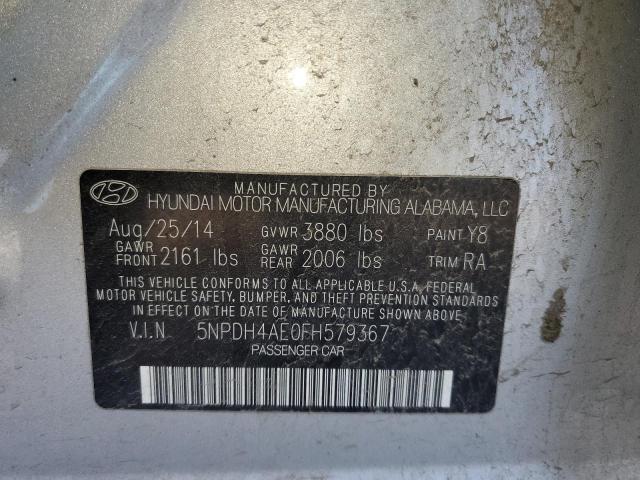 MANUFACTURED BY
HYUNDAI MOTOR MANUFACTURING ALABAMA, LLC
Aug/25/14 GVWR 3880 lbs PAINT Y8
GAWR FRONT 2161 lbs GAWR REAR 2006 lbs TRIM RA
THIS VEHICLE CONFORMS TO ALL APPLICABLE U.S.A. FEDERAL
MOTOR VEHICLE SAFETY, BUMPER, AND THEFT PREVENTION STANDARDS
IN EFFECT ON THE DATE OF MANUFACTURE SHOWN ABOVE.
V.I.N. 5NPDH4AE0FH579367
PASSENGER CAR